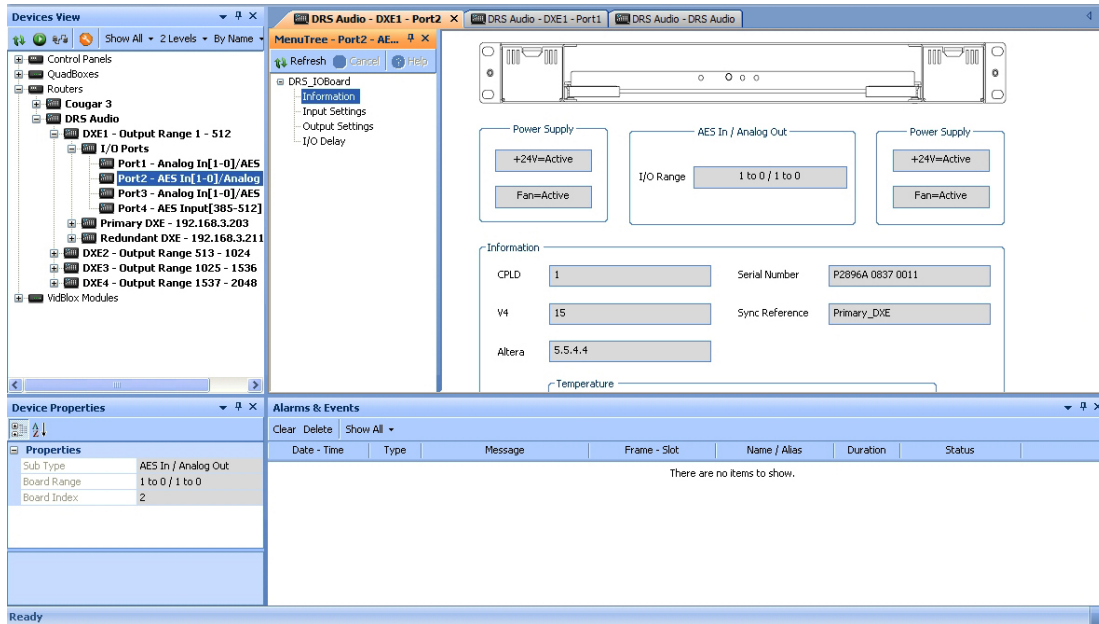 Devices View
Show All 2 Levels By Name
Control Panels
QuadBoxes
Routers
Cougar 3
DRS Audio
DXE1 - Output Range 1 - 512
I/O Ports
Port1 - Analog In[1-0]/AES
Port2 - AES In[1-0]/Analog
Port3 - Analog In[1-0]/AES
Port4 - AES Input[385-512]
Primary DXE - 192.168.3.203
Redundant DXE - 192.168.3.211
DXE2 - Output Range 513 - 1024
DXE3 - Output Range 1025 - 1536
DXE4 - Output Range 1537 - 2048
VidBlox Modules
DRS Audio - DXE1 - Port2
DRS Audio - DXE1 - Port1
DRS Audio - DRS Audio
MenuTree - Port2 - AE...
Refresh Cancel Help
DRS_IOBoard
Information
Input Settings
Output Settings
I/O Delay
Power Supply
+24V=Active
Fan=Active
AES In / Analog Out
I/O Range 1 to 0 / 1 to 0
Power Supply
+24V=Active
Fan=Active
Information
CPLD 1 Serial Number P2896A 0837 0011
V4 15 Sync Reference Primary_DXE
Altera 5.5.4.4
Temperature
Device Properties
Properties
Sub Type AES In / Analog Out
Board Range 1 to 0 / 1 to 0
Board Index 2
Alarms & Events
Clear Delete Show All
Date - Time Type Message Frame - Slot Name / Alias Duration Status
There are no items to show.
Ready